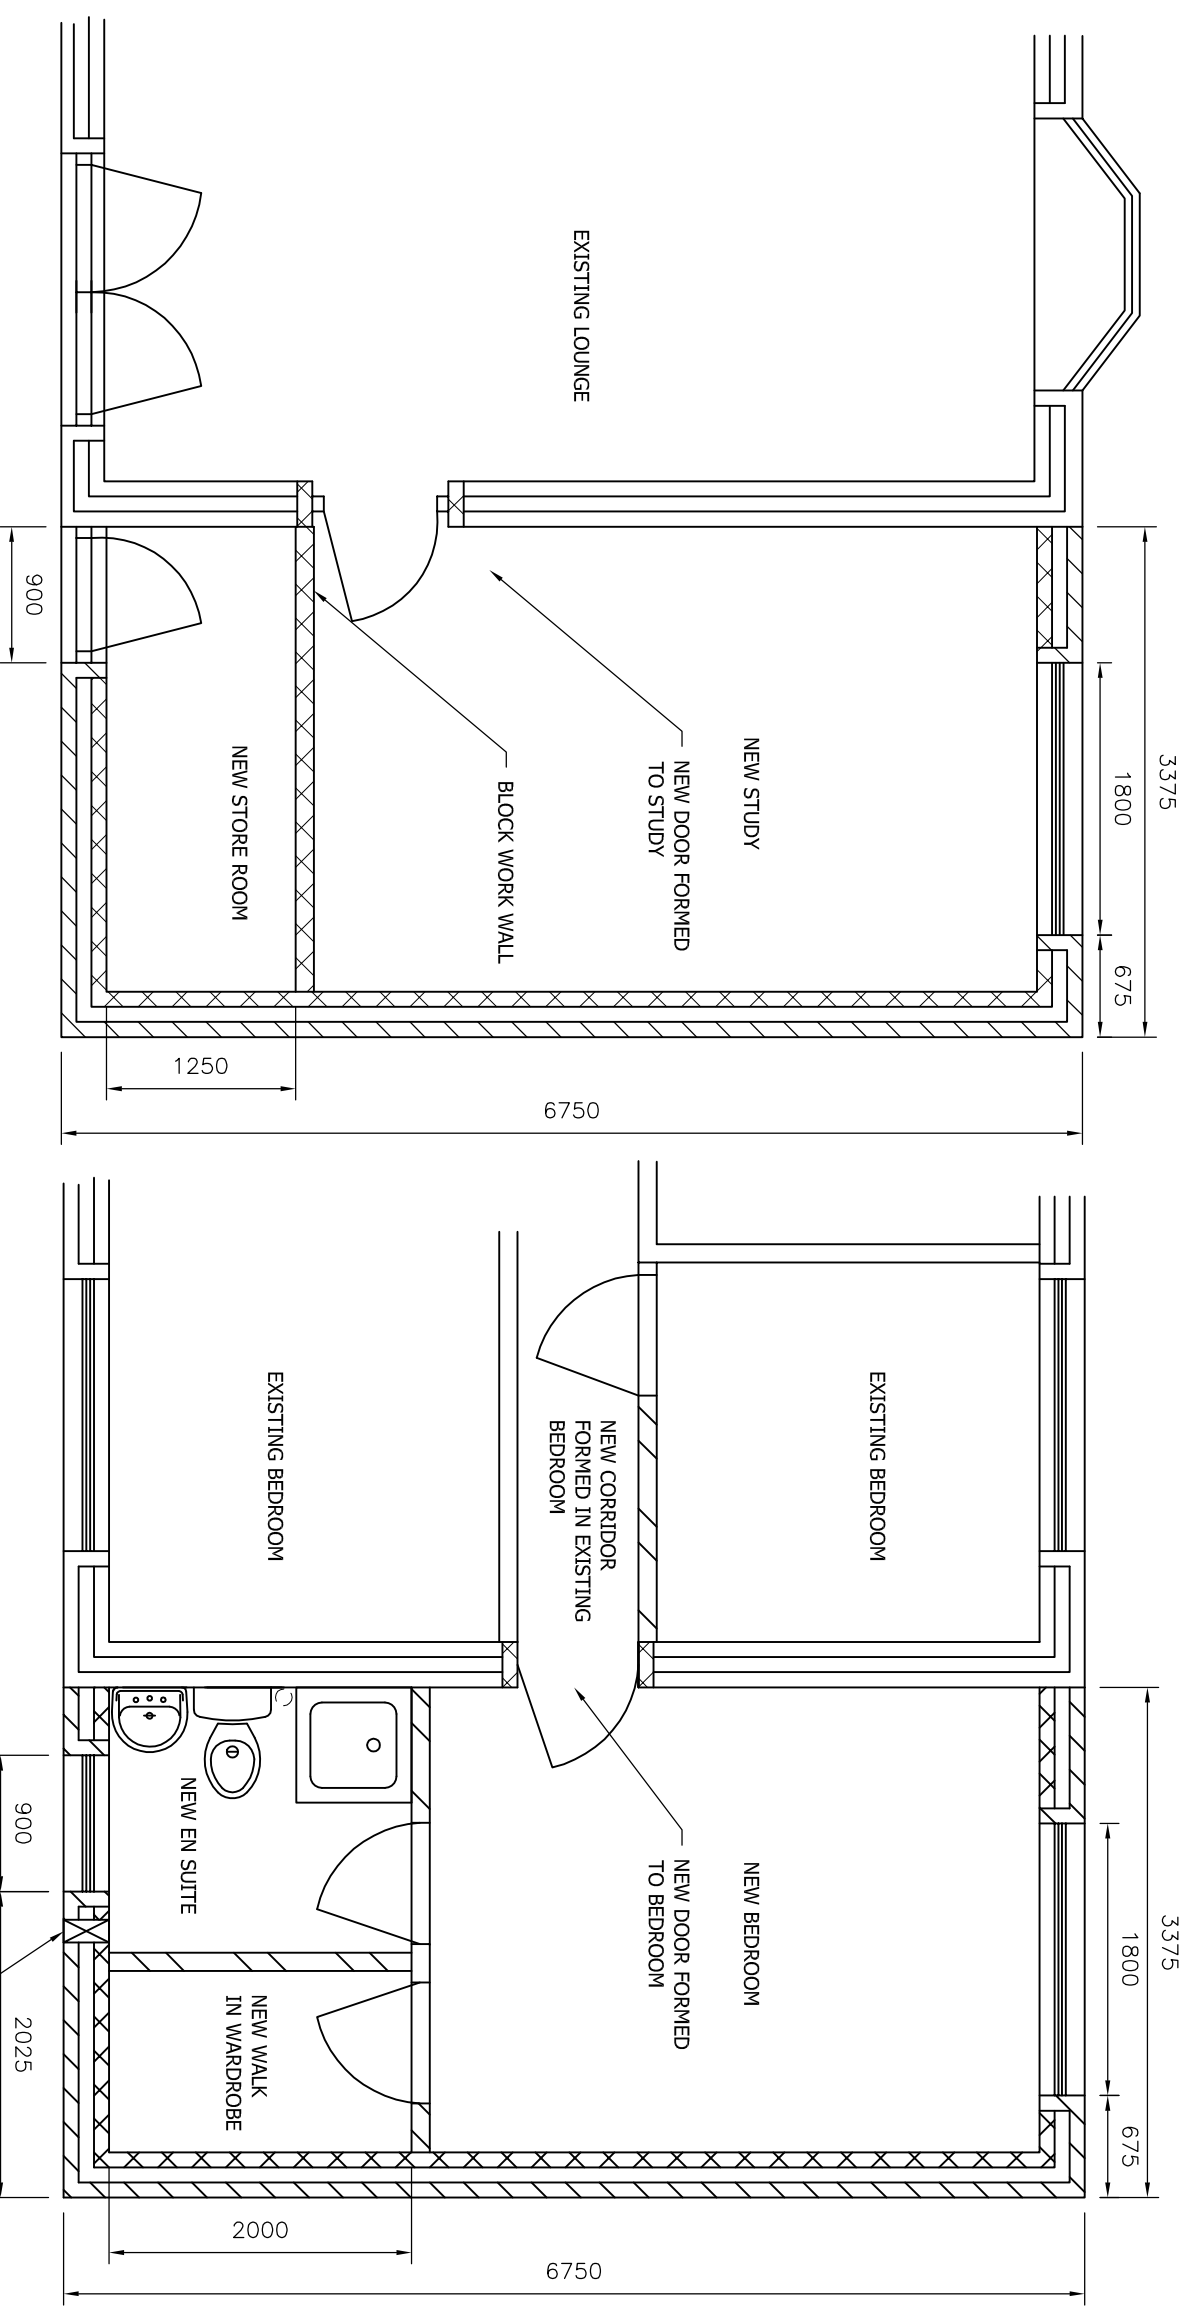 EXISTING LOUNGE
NEW STUDY
NEW DOOR FORMED
TO STUDY
BLOCK WORK WALL
NEW STORE ROOM
3375
1800
675
900
1250
6750
EXISTING BEDROOM
NEW CORRIDOR
FORMED IN EXISTING
BEDROOM
EXISTING BEDROOM
NEW BEDROOM
NEW DOOR FORMED
TO BEDROOM
NEW EN SUITE
NEW WALK
IN WARDROBE
3375
1800
675
900
2025
2000
6750